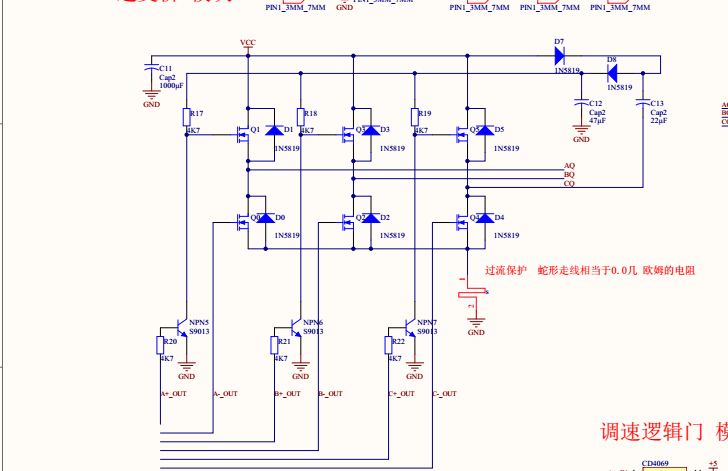 PIN1_3MM_7MM
GND
PIN1_3MM_7MM
PIN1_3MM_7MM
PIN1_3MM_7MM
PIN1_3MM_7MM
VCC
D7
1N5819
D8
1N5819
C11
Cap2
1000μF
GND
R17
4K7
Q1
D1
1N5819
R18
4K7
Q3
D3
1N5819
R19
4K7
Q5
D5
1N5819
C12
Cap2
47μF
GND
C13
Cap2
22μF
AQ
BQ
CQ
Q0
D0
1N5819
Q2
D2
1N5819
Q4
D4
1N5819
过流保护 蛇形走线相当于0.0几 欧姆的电阻
1
2
GND
NPN5
S9013
R20
4K7
GND
NPN6
S9013
R21
4K7
GND
NPN7
S9013
R22
4K7
GND
A+_OUT
A-_OUT
B+_OUT
B-_OUT
C+_OUT
C-_OUT
调速逻辑门
CD4069
+5